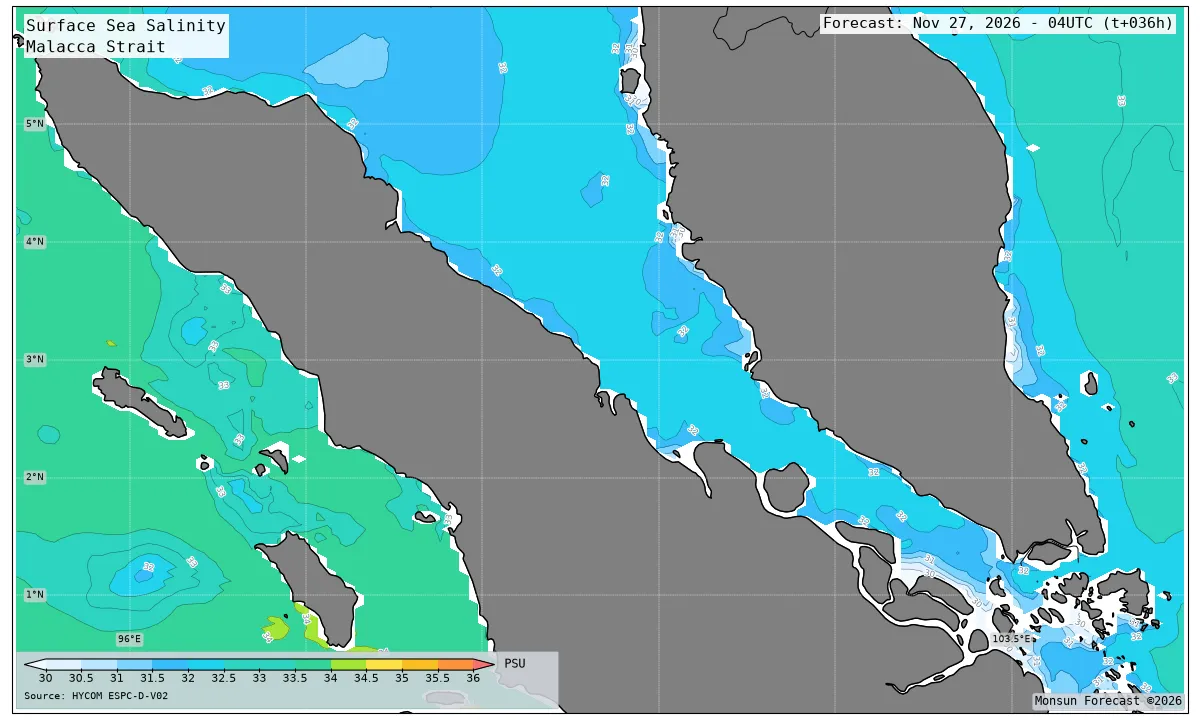 Surface Sea Salinity
Malacca Strait
Forecast: Nov 27, 2026 - 04UTC (t+036h)
5°N
4°N
3°N
2°N
1°N
96°E
103.5°E
PSU
30 30.5 31 31.5 32 32.5 33 33.5 34 34.5 35 35.5 36
Source: HYCOM ESPC-D-V02
Monsun Forecast ©2026